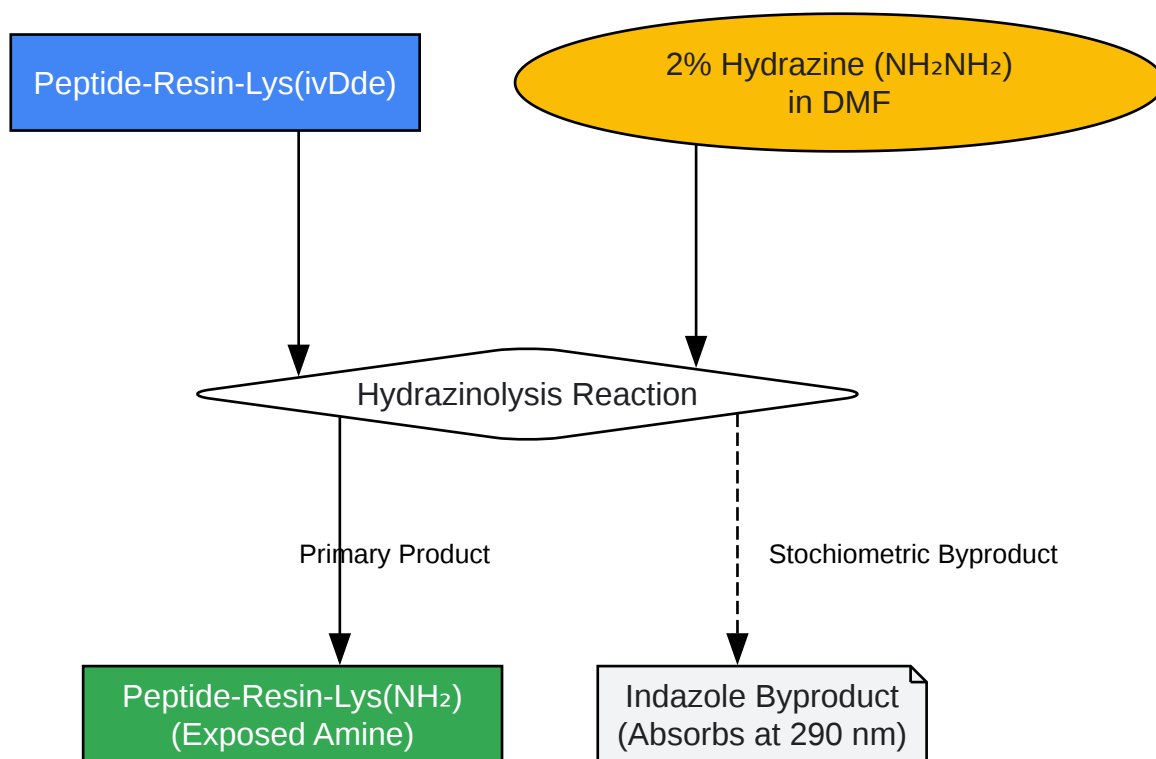 Peptide-Resin-Lys(ivDde)
2% Hydrazine (NH₂NH₂)
in DMF
Hydrazinolysis Reaction
Primary Product
Stochiometric Byproduct
Peptide-Resin-Lys(NH₂)
(Exposed Amine)
Indazole Byproduct
(Absorbs at 290 nm)